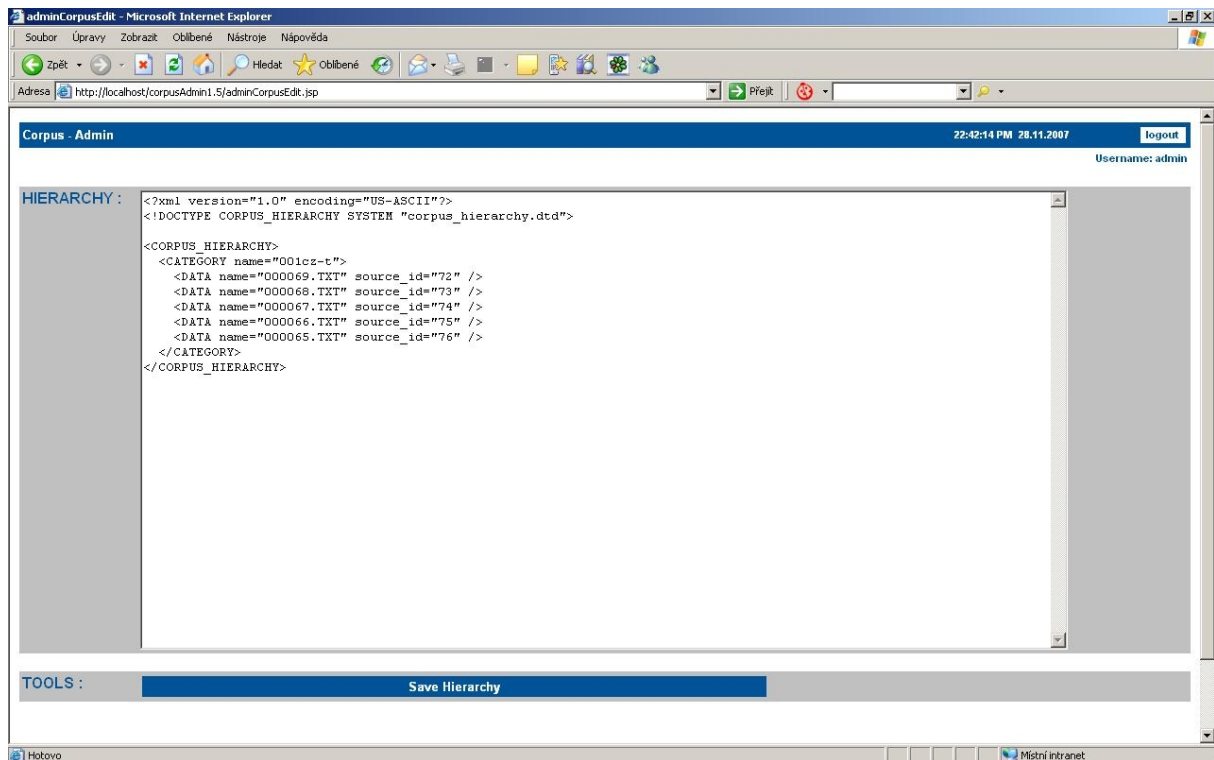 adminCorpusEdit - Microsoft Internet Explorer
Soubor Úpravy Zobrazit Oblíbené Nástroje Nápověda
Zpět Hledat Oblíbené
Adresa http://localhost/corpusAdmin1.5/adminCorpusEdit.jsp Přejít
Corpus - Admin 22:42:14 PM 28.11.2007 logout
Username: admin
HIERARCHY :
<?xml version="1.0" encoding="US-ASCII"?>
<!DOCTYPE CORPUS_HIERARCHY SYSTEM "corpus_hierarchy.dtd">
<CORPUS_HIERARCHY>
<CATEGORY name="001cz-t">
<DATA name="000069.TXT" source_id="72" />
<DATA name="000068.TXT" source_id="73" />
<DATA name="000067.TXT" source_id="74" />
<DATA name="000066.TXT" source_id="75" />
<DATA name="000065.TXT" source_id="76" />
</CATEGORY>
</CORPUS_HIERARCHY>
TOOLS : Save Hierarchy
Hotovo Místní intranet